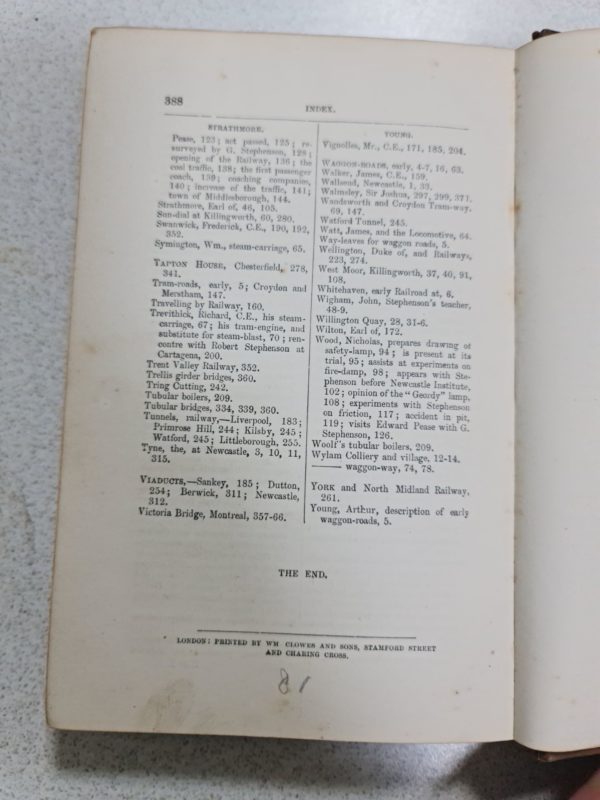 388
INDEX.
STRATHMORE.
Pease, 123; act passed, 125; re-
surveyed by G. Stephenson, 128;
opening of the Railway, 136; the
coal traffic, 138; the first passenger
coach, 139; coaching companies,
140; increase of the traffic, 141;
town of Middlesborough, 144.
Strathmore, Earl of, 46, 105.
Sun-dial at Killingworth, 60, 280.
Swanwick, Frederick, C.E., 190, 192,
352.
Symington, Wm., steam-carriage, 65.
TAPTON HOUSE, Chesterfield, 278,
341.
Tram-roads, early, 5; Croydon and
Merstham, 147.
Travelling by Railway, 160.
Trevithick, Richard, C.E., his steam-
carriage, 67; his tram-engine, and
substitute for steam-blast, 70; ren-
contre with Robert Stephenson at
Cartagena, 200.
Trent Valley Railway, 352.
Trellis girder bridges, 360.
Tring Cutting, 242.
Tubular boilers, 209.
Tubular bridges, 334, 339, 360.
Tunnels, railway,—Liverpool, 183;
Primrose Hill, 244; Kilsby, 245;
Watford, 245; Littleborough, 255.
Tyne, the, at Newcastle, 3, 10, 11,
315.
VIADUCTS,—Sankey, 185; Dutton,
254; Berwick, 311; Newcastle,
312.
Victoria Bridge, Montreal, 357-66.
YOUNG.
Vignolles, Mr., C.E., 171, 185, 204.
WAGGON-ROADS, early, 4-7, 16, 63.
Walker, James, C.E., 159.
Wallsend, Newcastle, 1, 33.
Walmsley, Sir Joshua, 297, 299, 371.
Wandsworth and Croydon Tram-way,
69, 147.
Watford Tunnel, 245.
Watt, James, and the Locomotive, 64.
Way-leaves for waggon roads, 5.
Wellington, Duke of, and Railways,
223, 274.
West Moor, Killingworth, 37, 40, 91,
108.
Whitehaven, early Railroad at, 6.
Wigham, John, Stephenson's teacher,
48-9.
Willington Quay, 28, 31-6.
Wilton, Earl of, 172.
Wood, Nicholas, prepares drawing of
safety-lamp, 94; is present at its
trial, 95; assists at experiments on
fire-damp, 98; appears with Ste-
phenson before Newcastle Institute,
102; opinion of the "Geordy" lamp,
108; experiments with Stephenson
on friction, 117; accident in pit,
119; visits Edward Pease with G.
Stephenson, 126.
Woolf's tubular boilers, 209.
Wylam Colliery and village, 12-14.
—— waggon-way, 74, 78.
YORK and North Midland Railway,
261.
Young, Arthur, description of early
waggon-roads, 5.
THE END.
LONDON: PRINTED BY WM CLOWES AND SONS, STAMFORD STREET
AND CHARING CROSS.
81